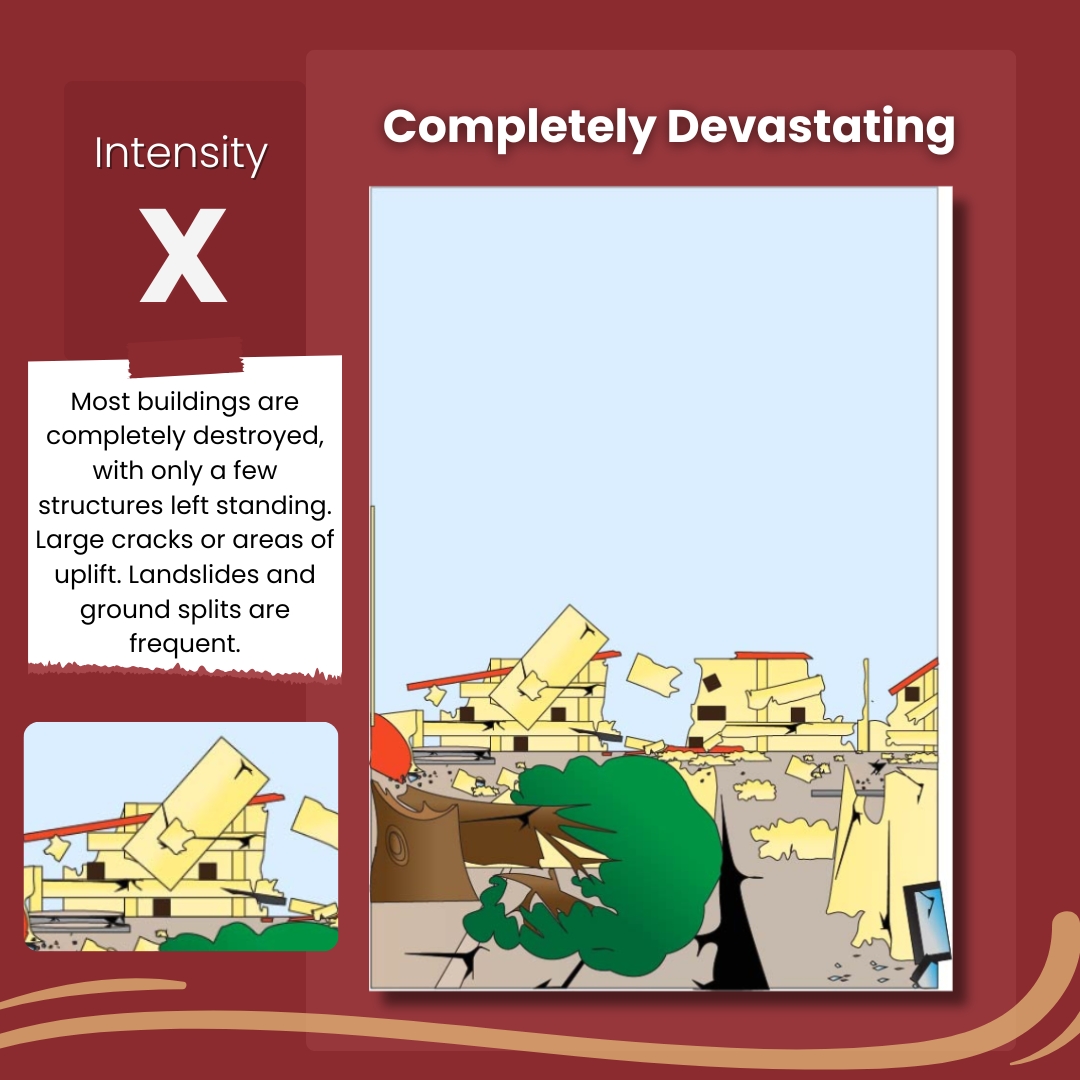 Intensity
X
Completely Devastating
Most buildings are
completely destroyed,
with only a few
structures left standing.
Large cracks or areas of
uplift. Landslides and
ground splits are
frequent.